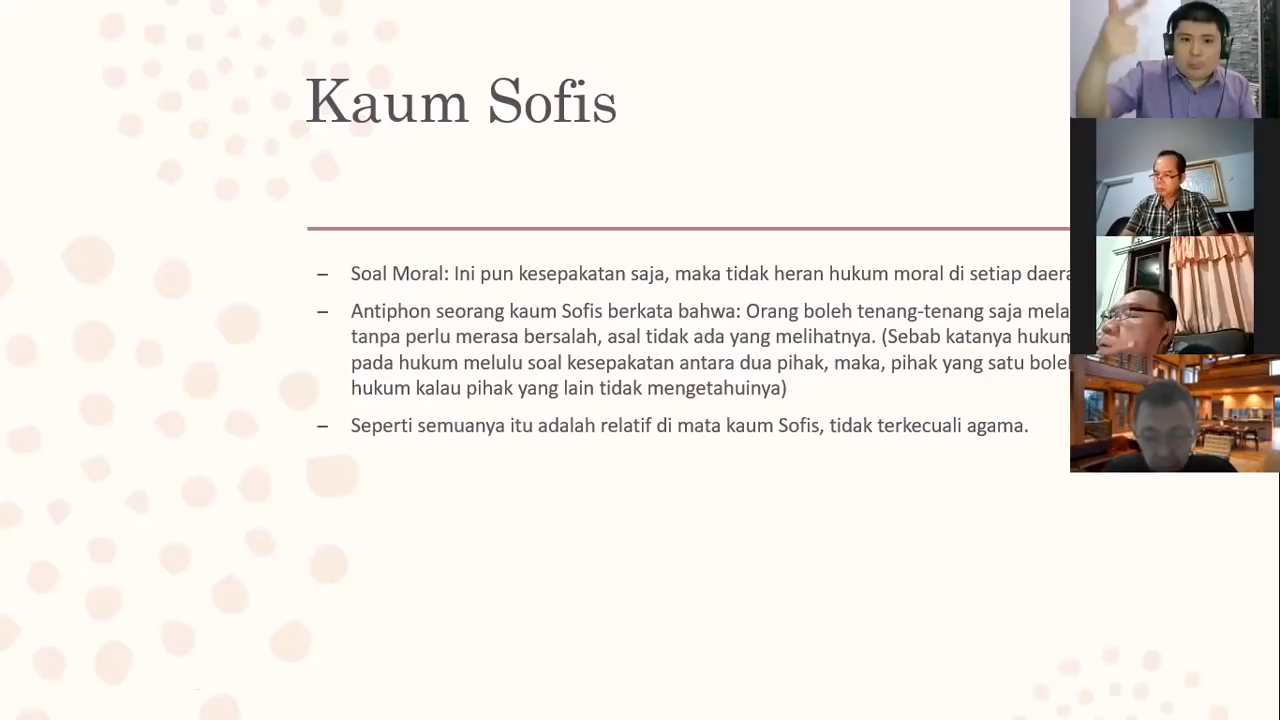 Kaum Sofis
– Soal Moral: Ini pun kesepakatan saja, maka tidak heran hukum moral di setiap
– Antiphon seorang kaum Sofis berkata bahwa: Orang boleh tenang-tenang saja
tanpa perlu merasa bersalah, asal tidak ada yang melihatnya. (Sebab katanya hukum
pada hukum melulu soal kesepakatan antara dua pihak, maka, pihak yang satu
hukum kalau pihak yang lain tidak mengetahuinya)
– Seperti semuanya itu adalah relatif di mata kaum Sofis, tidak terkecuali agama.